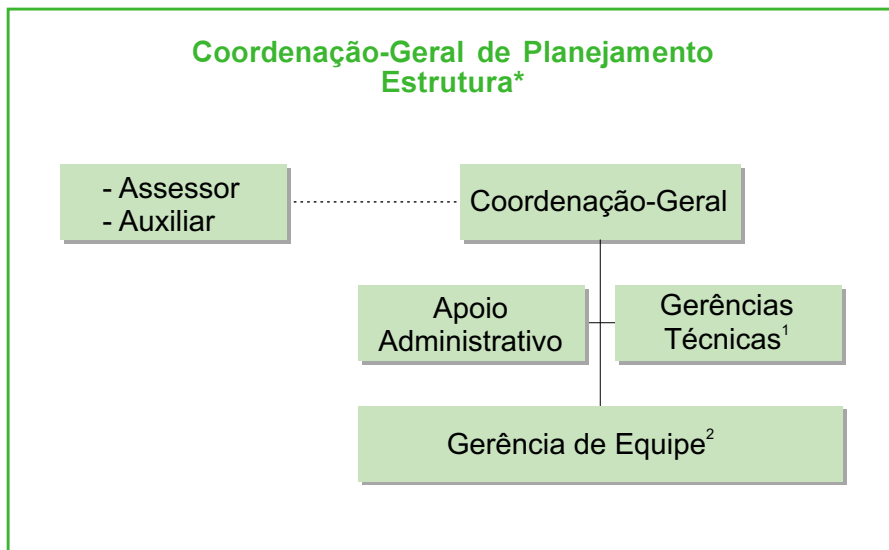 Coordenação-Geral de Planejamento
Estrutura*
- Assessor
- Auxiliar
Coordenação-Geral
Apoio
Administrativo
Gerências
Técnicas¹
Gerência de Equipe²